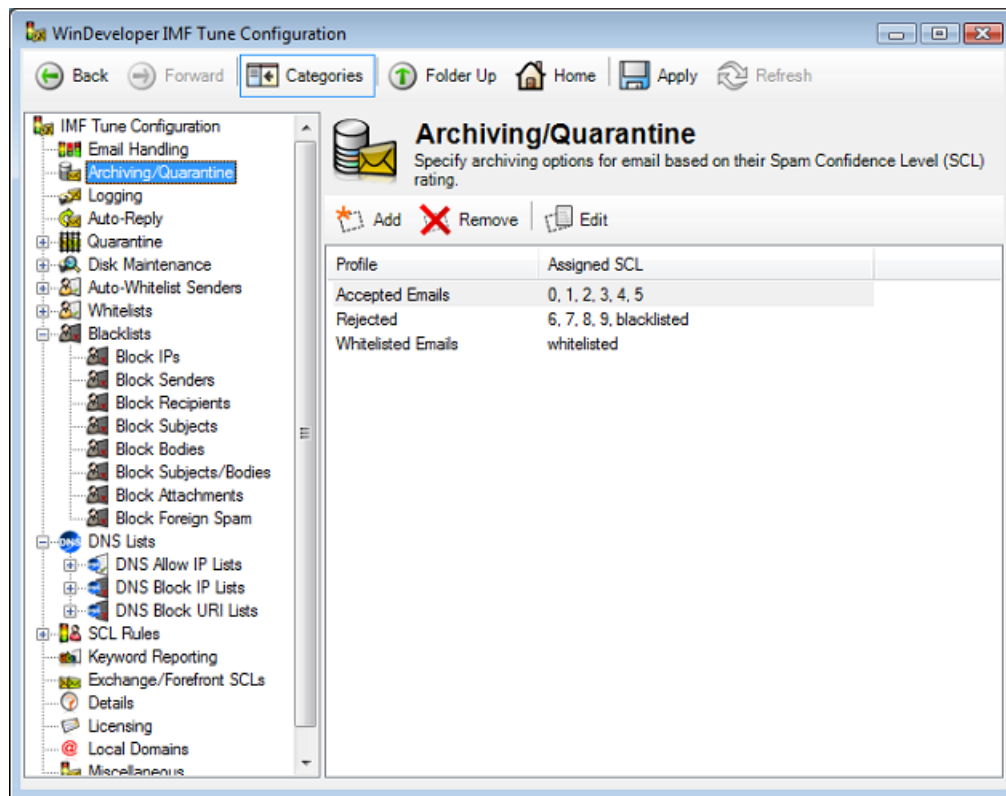 WinDeveloper IMF Tune Configuration
Back Forward Categories Folder Up Home Apply Refresh
IMF Tune Configuration
Email Handling
Archiving/Quarantine
Logging
Auto-Reply
Quarantine
Disk Maintenance
Auto-Whitelist Senders
Whitelists
Blacklists
Block IPs
Block Senders
Block Recipients
Block Subjects
Block Bodies
Block Subjects/Bodies
Block Attachments
Block Foreign Spam
DNS Lists
DNS Allow IP Lists
DNS Block IP Lists
DNS Block URI Lists
SCL Rules
Keyword Reporting
Exchange/Forefront SCLs
Details
Licensing
Local Domains
Miscellaneous
Archiving/Quarantine
Specify archiving options for email based on their Spam Confidence Level (SCL)
rating.
Add Remove Edit
Profile Assigned SCL
Accepted Emails 0, 1, 2, 3, 4, 5
Rejected 6, 7, 8, 9, blacklisted
Whitelisted Emails whitelisted